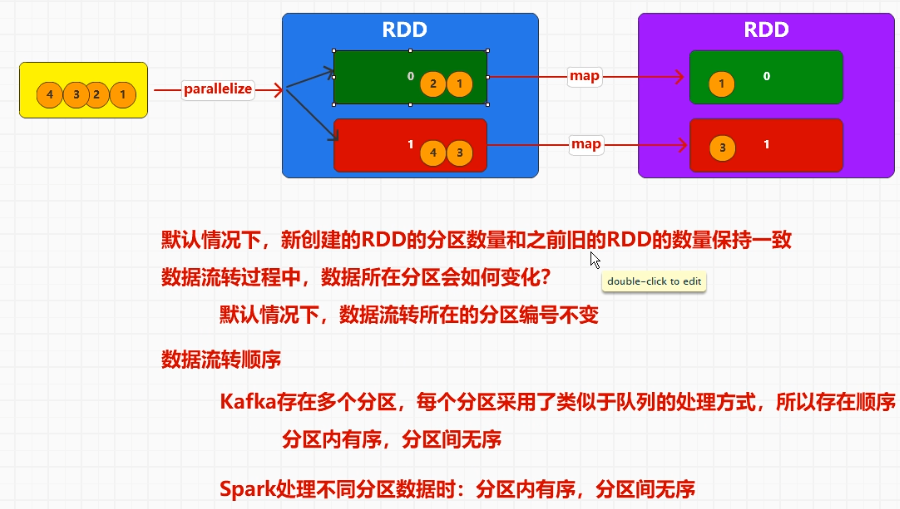 RDD
RDD
4 3 2 1
parallelize
0 2 1
map
1 0
1 4 3
map
3 1
默认情况下，新创建的RDD的分区数量和之前旧的RDD的数量保持一致
数据流转过程中，数据所在分区会如何变化？
double-click to edit
默认情况下，数据流转所在的分区编号不变
数据流转顺序
Kafka存在多个分区，每个分区采用了类似于队列的处理方式，所以存在顺序
分区内有序，分区间无序
Spark处理不同分区数据时：分区内有序，分区间无序